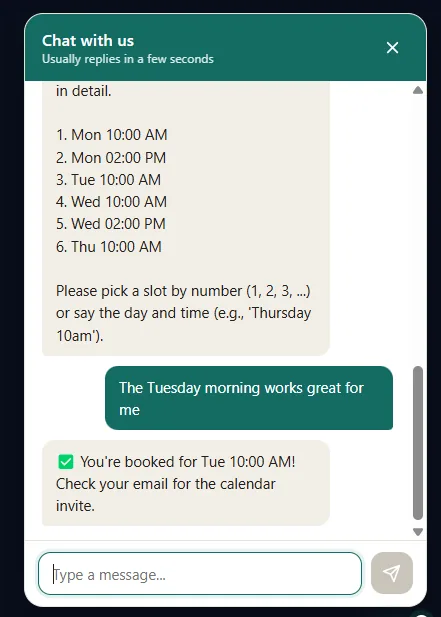 Chat with us
Usually replies in a few seconds
in detail.
1. Mon 10:00 AM
2. Mon 02:00 PM
3. Tue 10:00 AM
4. Wed 10:00 AM
5. Wed 02:00 PM
6. Thu 10:00 AM
Please pick a slot by number (1, 2, 3, ...)
or say the day and time (e.g., 'Thursday
10am').
The Tuesday morning works great for
me
✅ You're booked for Tue 10:00 AM!
Check your email for the calendar
invite.
Type a message...